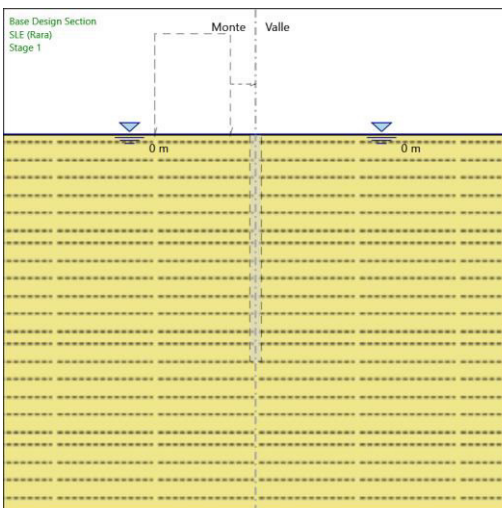 Base Design Section
SLE (Rara)
Stage 1
Monte Valle
0 m 0 m